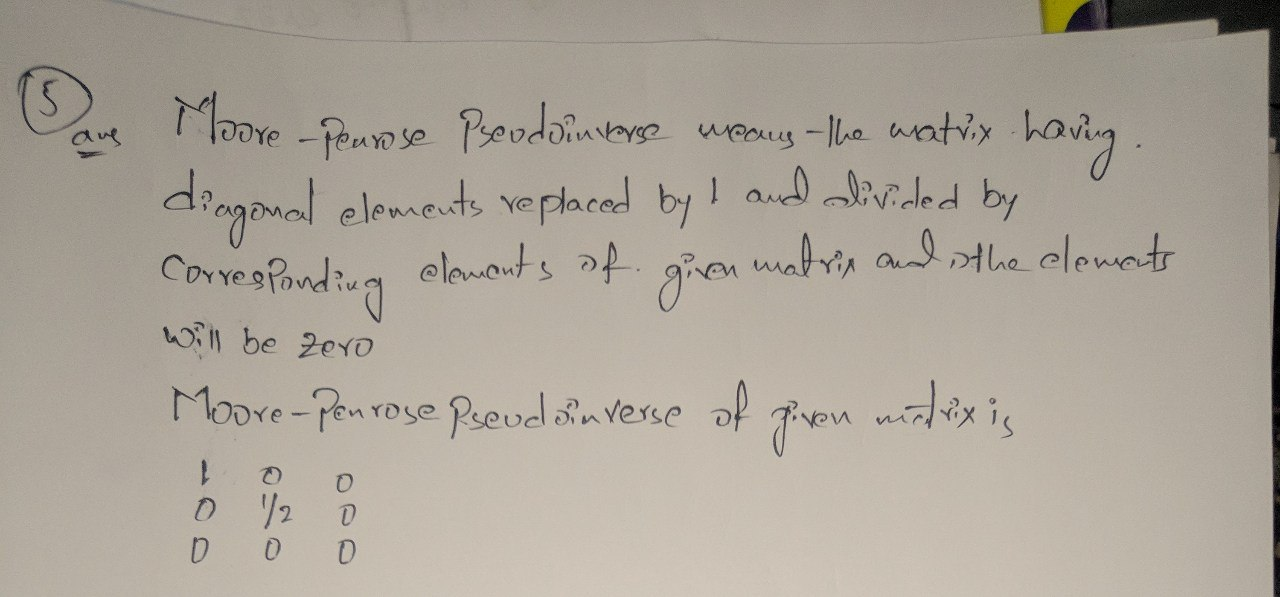 5
ans
Moore-Penrose Pseudoinverse means the matrix having.
diagonal elements replaced by 1 and divided by
Corresponding elements of. given matrix and othe elements
will be zero
Moore-Penrose Pseudoinverse of given matrix is
1 0 0
0 1/2 0
0 0 0